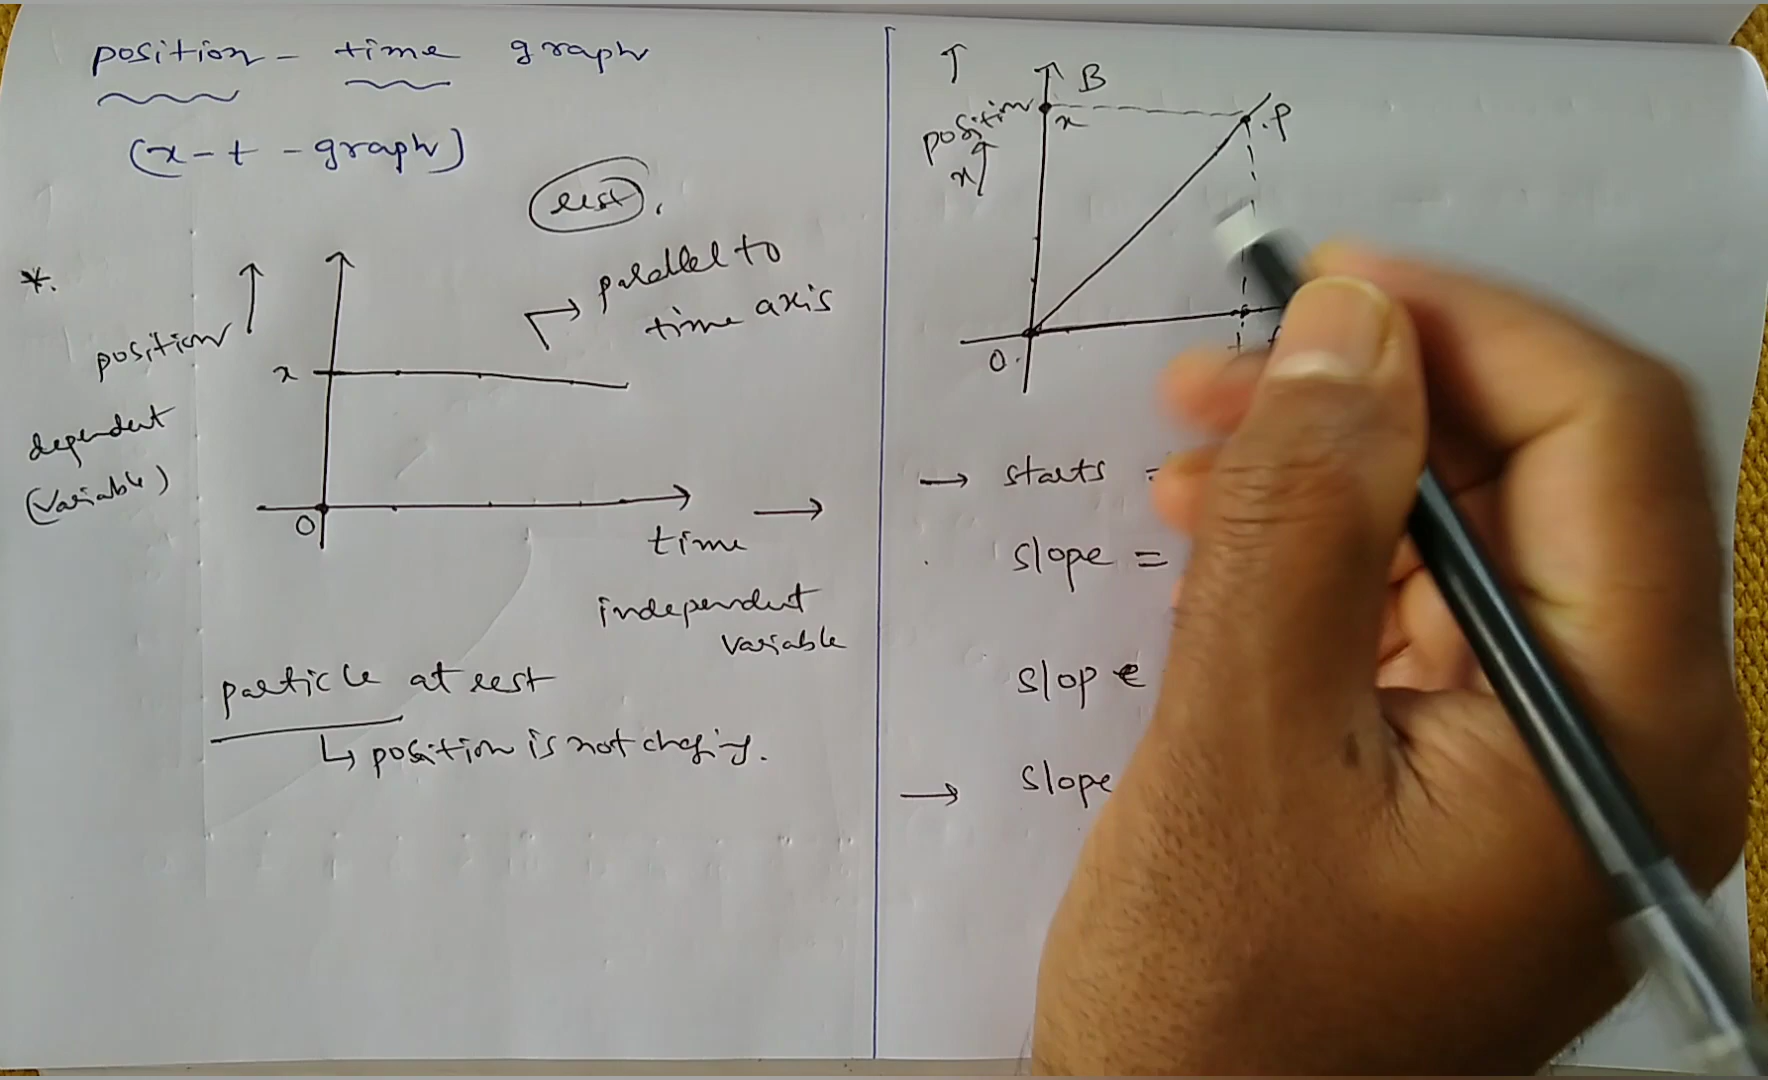 position - time graph
(x-t-graph)
rest.
*.
position
parallel to
time axis
x
dependent
(variable)
O
time
independent
variable
particle at rest
position is not
B
position
x
x
.P
O
t
→ starts =
slope =
slope
→ slope